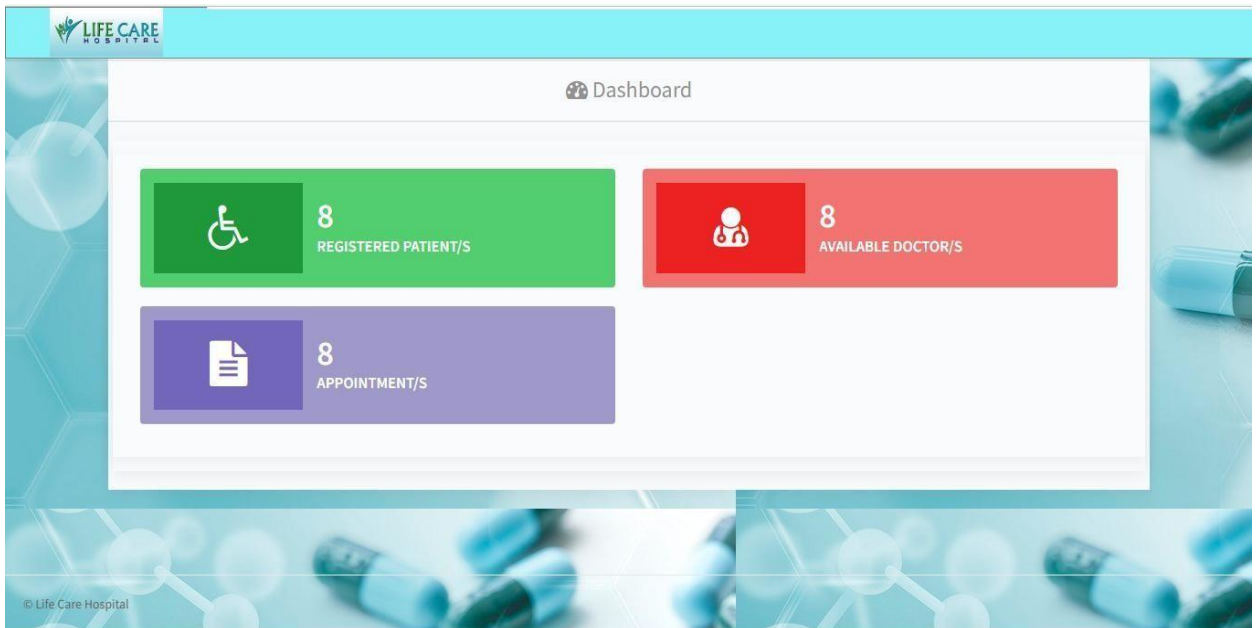 LIFE CARE
HOSPITAL
Dashboard
8
REGISTERED PATIENT/S
8
AVAILABLE DOCTOR/S
8
APPOINTMENT/S
© Life Care Hospital